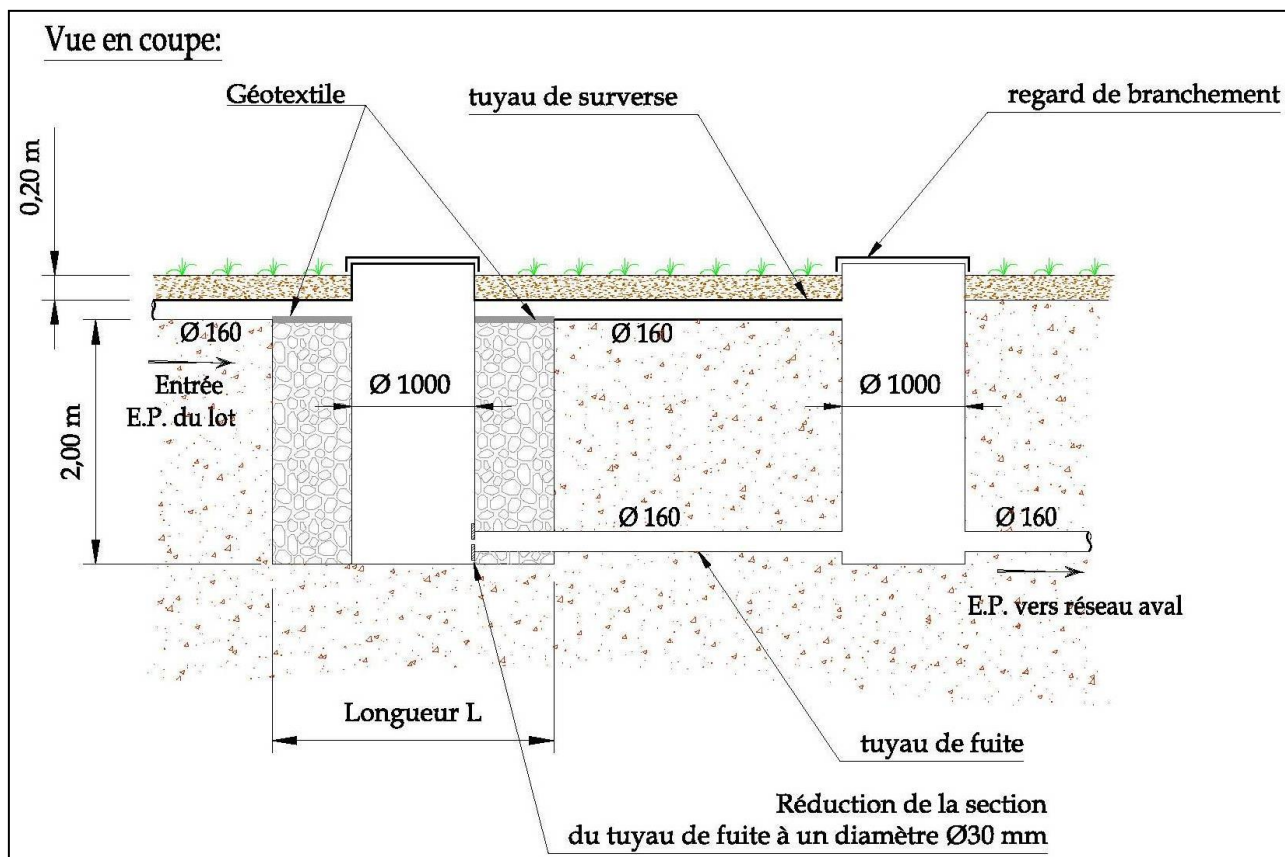 Vue en coupe:
Géotextile
tuyau de surverse
regard de branchement
0,20 m
Ø 160
Ø 160
Entrée
E.P. du lot
Ø 1000
Ø 1000
2,00 m
Ø 160
Ø 160
E.P. vers réseau aval
Longueur L
tuyau de fuite
Réduction de la section
du tuyau de fuite à un diamètre Ø30 mm